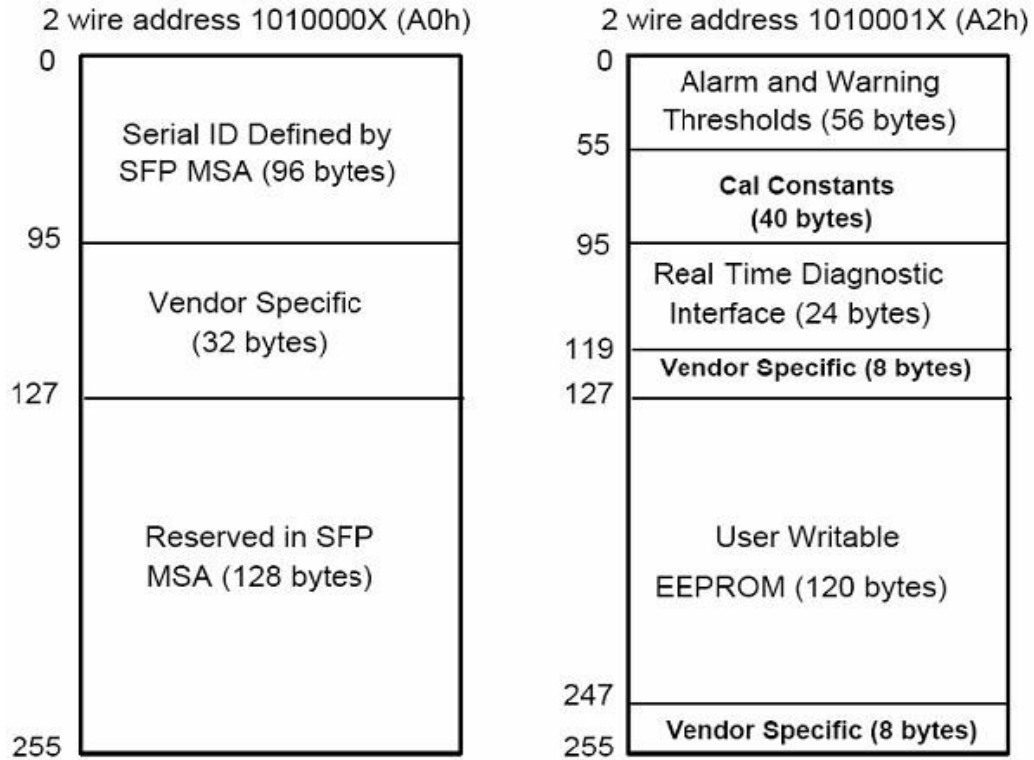 2 wire address 1010000X (A0h)
0
Serial ID Defined by
SFP MSA (96 bytes)
95
Vendor Specific
(32 bytes)
127
Reserved in SFP
MSA (128 bytes)
255
2 wire address 1010001X (A2h)
0
Alarm and Warning
Thresholds (56 bytes)
55
Cal Constants
(40 bytes)
95
Real Time Diagnostic
Interface (24 bytes)
119
Vendor Specific (8 bytes)
127
User Writable
EEPROM (120 bytes)
247
Vendor Specific (8 bytes)
255